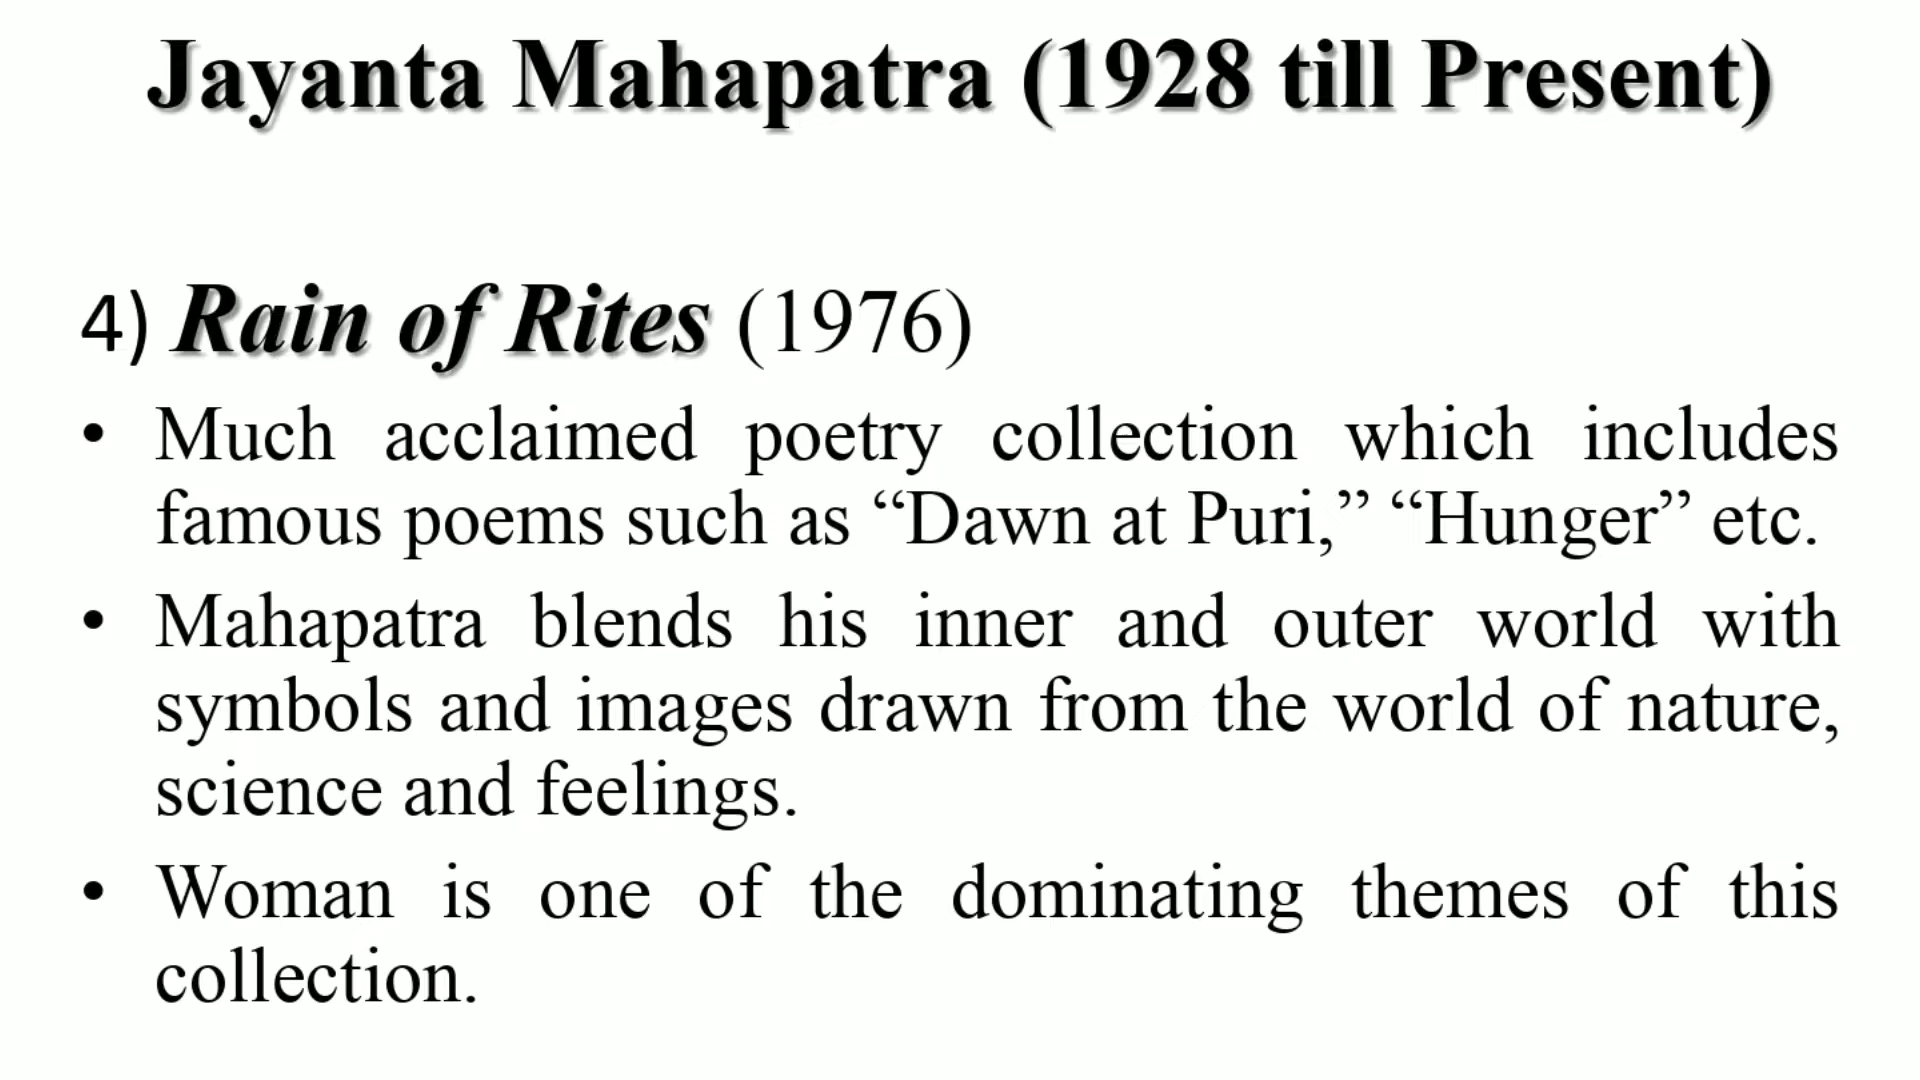 Jayanta Mahapatra (1928 till Present)
4) Rain of Rites (1976)
• Much acclaimed poetry collection which includes
famous poems such as “Dawn at Puri,” “Hunger” etc.
• Mahapatra blends his inner and outer world with
symbols and images drawn from the world of nature,
science and feelings.
• Woman is one of the dominating themes of this
collection.